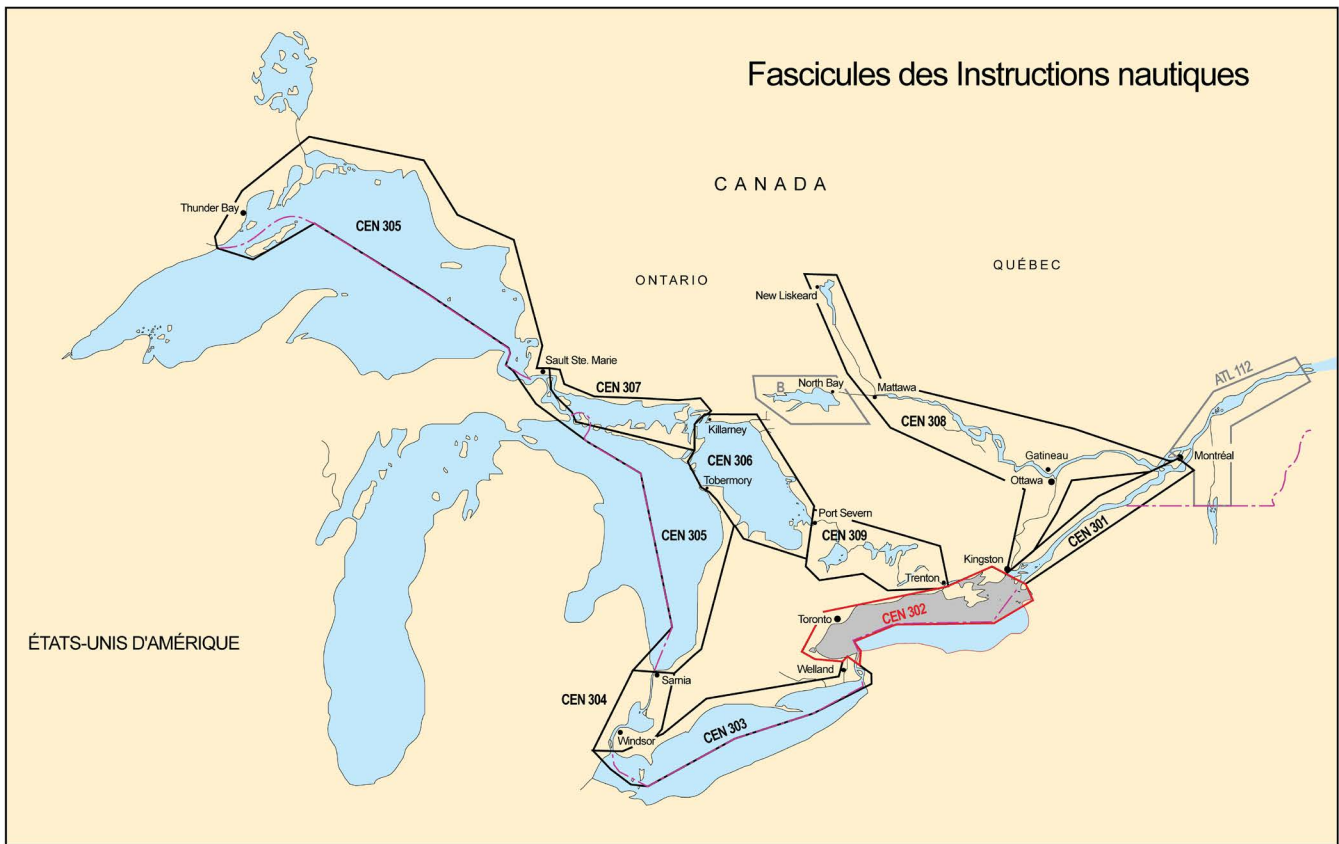 Fascicules des Instructions nautiques
CANADA
Thunder Bay
CEN 305
QUÉBEC
ONTARIO
New Liskeard
Sault Ste. Marie
ATL 112
CEN 307
B
North Bay
Mattawa
CEN 308
Killarney
CEN 306
Gatineau
Montréal
Ottawa
Tobermory
Port Severn
CEN 305
CEN 309
CEN 301
Kingston
Trenton
CEN 302
Toronto
ÉTATS-UNIS D'AMÉRIQUE
Welland
Sarnia
CEN 304
CEN 303
Windsor